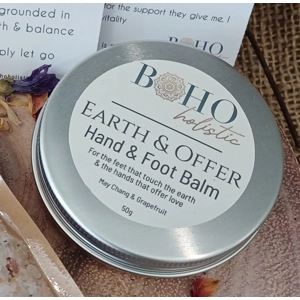 grounded in
h & balance
ply let go
for the support they give me. I
vitality
BOHO
holistic
EARTH & OFFER
Hand & Foot Balm
For the feet that touch the earth
& the hands that offer love
May Chang & Grapefruit
50g